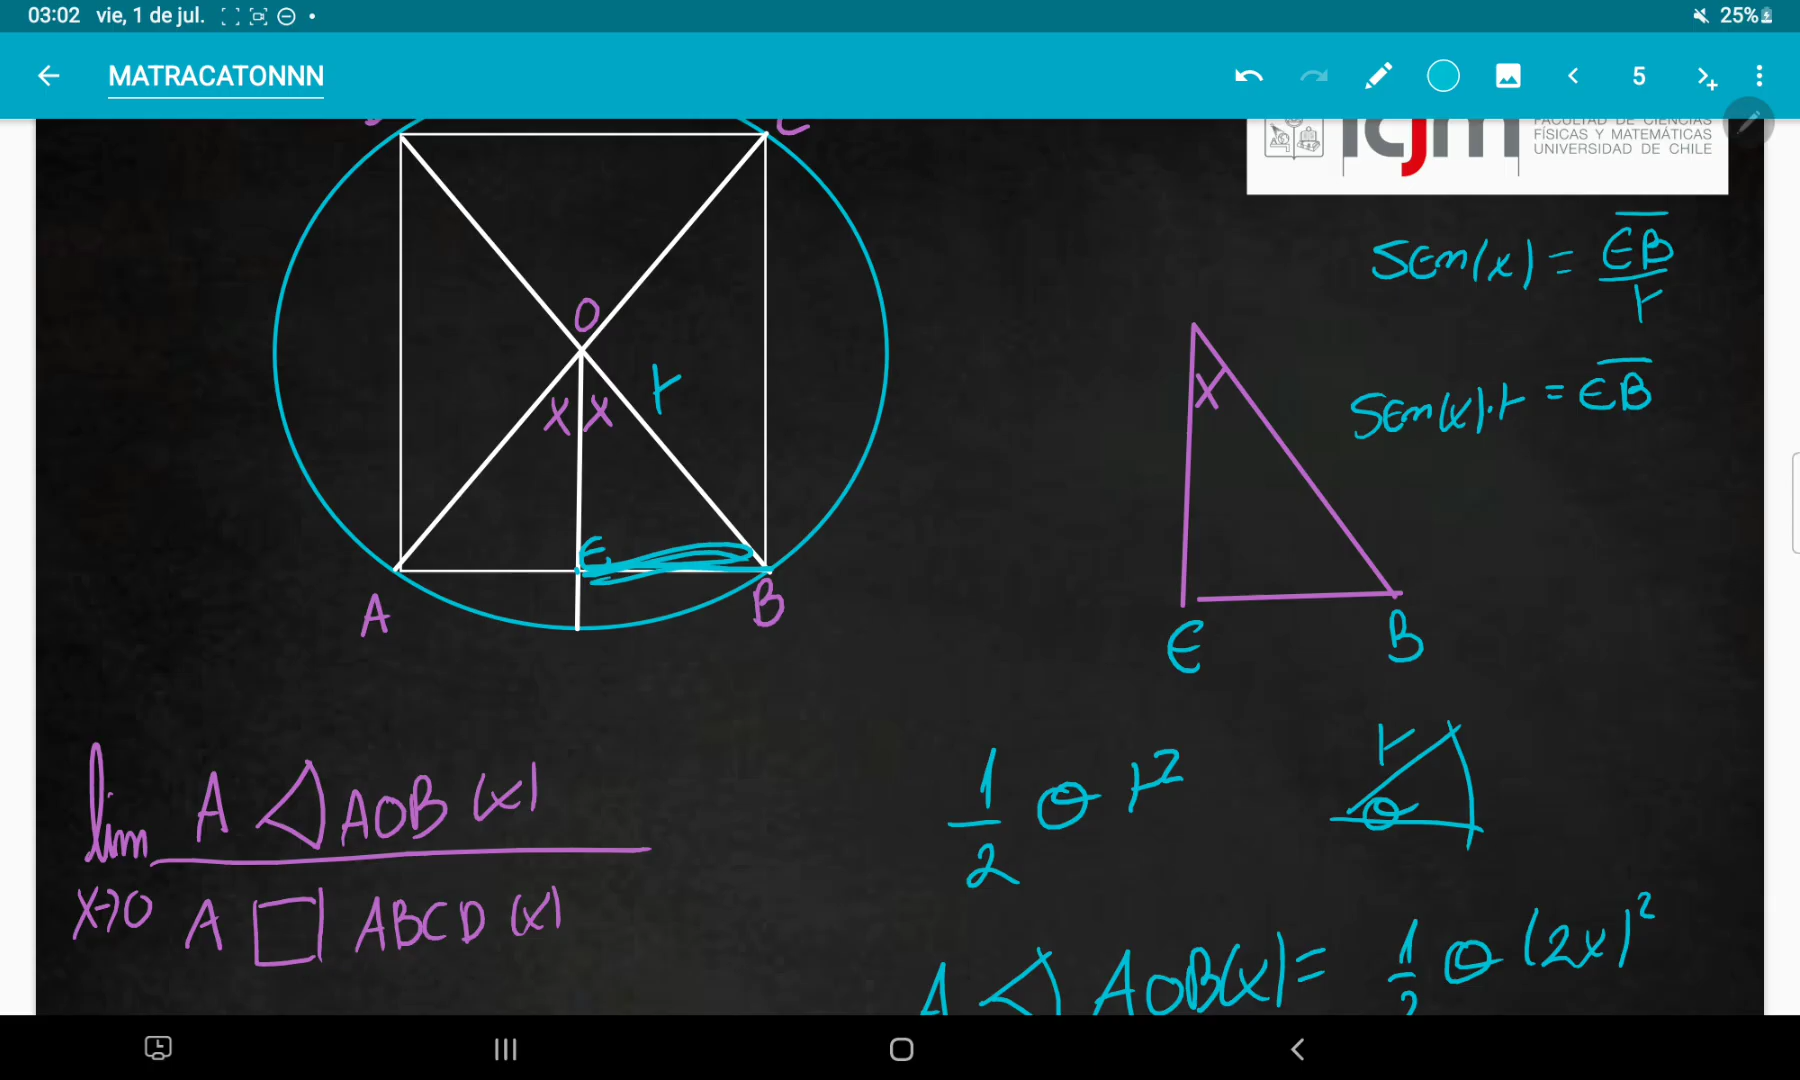 03:02 vie, 1 de jul.
25%
MATRACATONNN
5
C
FACULTAD DE CIENCIAS
FÍSICAS Y MATEMÁTICAS
UNIVERSIDAD DE CHILE
fcfm
sen(x) = EB / r
O
r
X X
X
sen(x)·r = EB
E
A
B
E
B
lim x→0 A AOB (x) / A □ ABCD (x)
1/2 θ r²
r
θ
A AOB(x) = 1/2 θ (2x)²